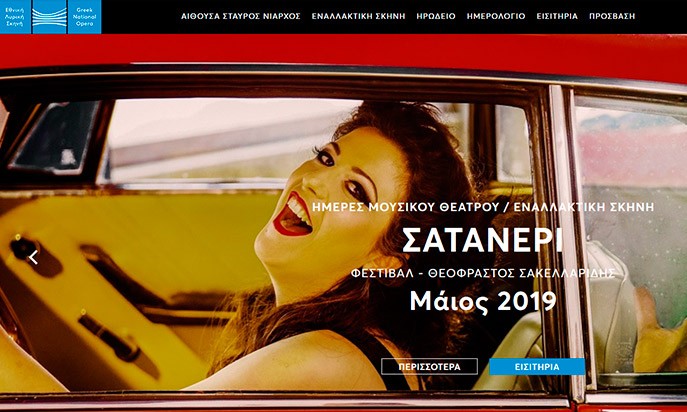 Εθνική
Λυρική
Σκηνή
Greek
National
Opera
ΑΙΘΟΥΣΑ ΣΤΑΥΡΟΣ ΝΙΑΡΧΟΣ ΕΝΑΛΛΑΚΤΙΚΗ ΣΚΗΝΗ ΗΡΩΔΕΙΟ ΗΜΕΡΟΛΟΓΙΟ ΕΙΣΙΤΗΡΙΑ ΠΡΟΣΒΑΣΗ
ΗΜΕΡΕΣ ΜΟΥΣΙΚΟΥ ΘΕΑΤΡΟΥ / ΕΝΑΛΛΑΚΤΙΚΗ ΣΚΗΝΗ
ΣΑΤΑΝΕΡΙ
ΦΕΣΤΙΒΑΛ - ΘΕΟΦΡΑΣΤΟΣ ΣΑΚΕΛΛΑΡΙΔΗΣ
Μάιος 2019
ΠΕΡΙΣΣΟΤΕΡΑ
ΕΙΣΙΤΗΡΙΑ